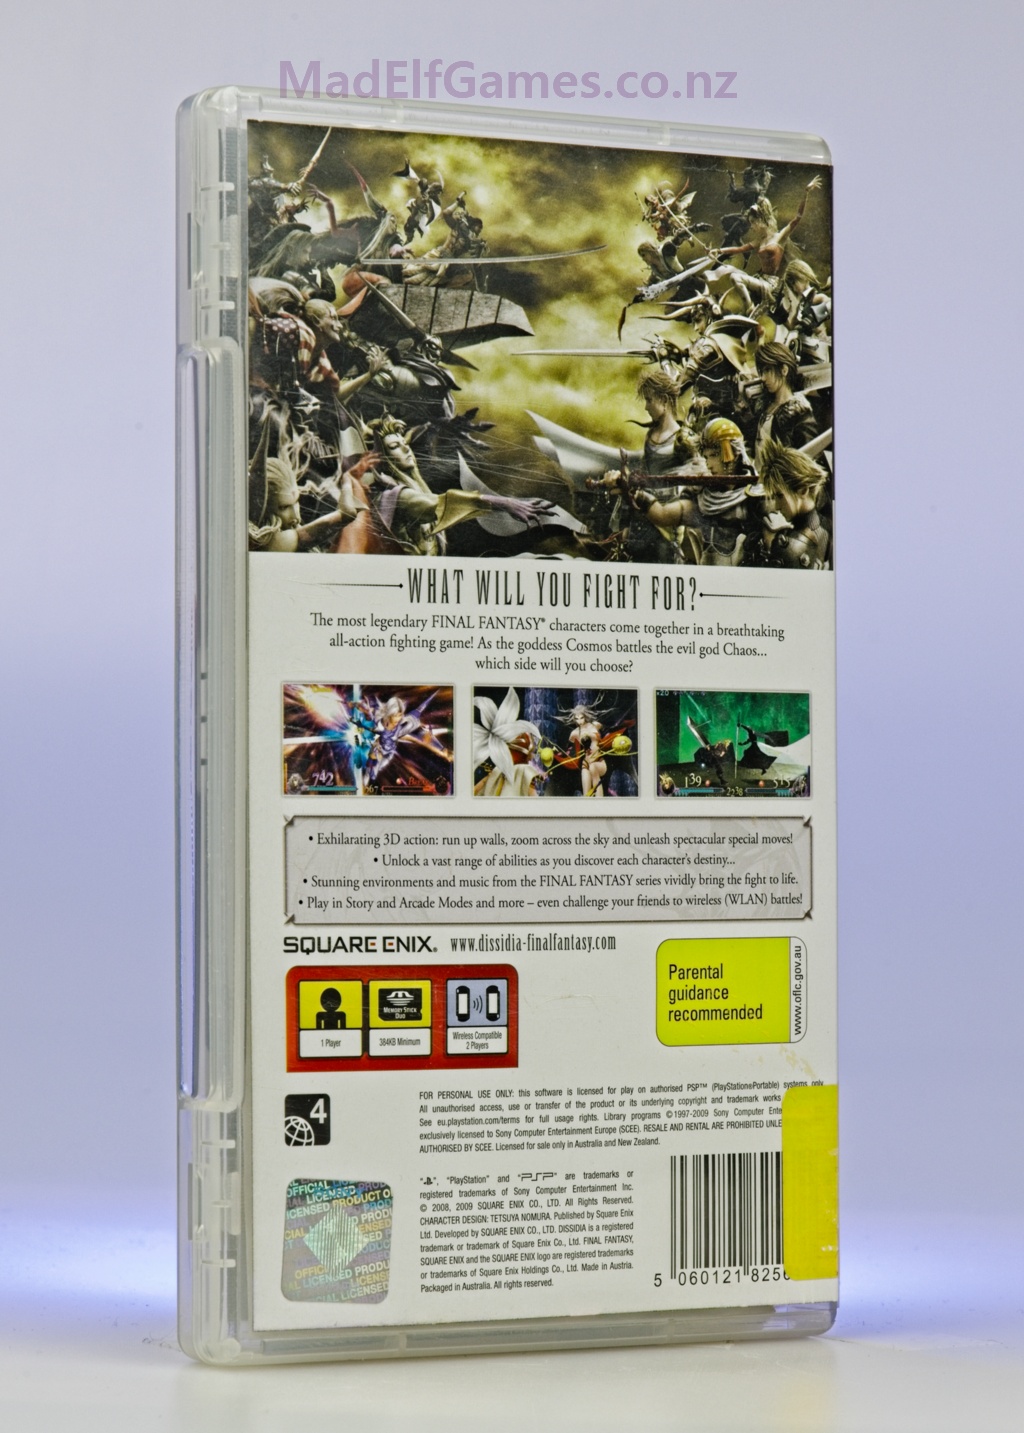 MadElfGames.co.nz
WHAT WILL YOU FIGHT FOR?
The most legendary FINAL FANTASY® characters come together in a breathtaking
all-action fighting game! As the goddess Cosmos battles the evil god Chaos...
which side will you choose?
742
567
x20
139
2238
• Exhilarating 3D action: run up walls, zoom across the sky and unleash spectacular special moves!
• Unlock a vast range of abilities as you discover each character's destiny...
• Stunning environments and music from the FINAL FANTASY series vividly bring the fight to life.
• Play in Story and Arcade Modes and more – even challenge your friends to wireless (WLAN) battles!
SQUARE ENIX® www.dissidia-finalfantasy.com
Parental
guidance
recommended
www.oflc.gov.au
1 Player
MEMORY STICK
DUO
384KB Minimum
Wireless Compatible
2 Players
4
FOR PERSONAL USE ONLY: this software is licensed for play on authorised PSP™ (PlayStation®Portable) systems only.
All unauthorised access, use or transfer of the product or its underlying copyright and trademark works
See eu.playstation.com/terms for full usage rights. Library programs ©1997-2009 Sony Computer Ente
exclusively licensed to Sony Computer Entertainment Europe (SCEE). RESALE AND RENTAL ARE PROHIBITED UNLE
AUTHORISED BY SCEE. Licensed for sale only in Australia and New Zealand.
OFFICIAL
LICENSED PRODUCT
", "PlayStation" and "PSP" are trademarks or
registered trademarks of Sony Computer Entertainment Inc.
© 2008, 2009 SQUARE ENIX CO., LTD. All Rights Reserved.
CHARACTER DESIGN: TETSUYA NOMURA. Published by Square Enix
Ltd. Developed by SQUARE ENIX CO., LTD. DISSIDIA is a registered
trademark or trademark of Square Enix Co., Ltd. FINAL FANTASY,
SQUARE ENIX and the SQUARE ENIX logo are registered trademarks
or trademarks of Square Enix Holdings Co., Ltd. Made in Austria.
Packaged in Australia. All rights reserved.
5 060121 8256